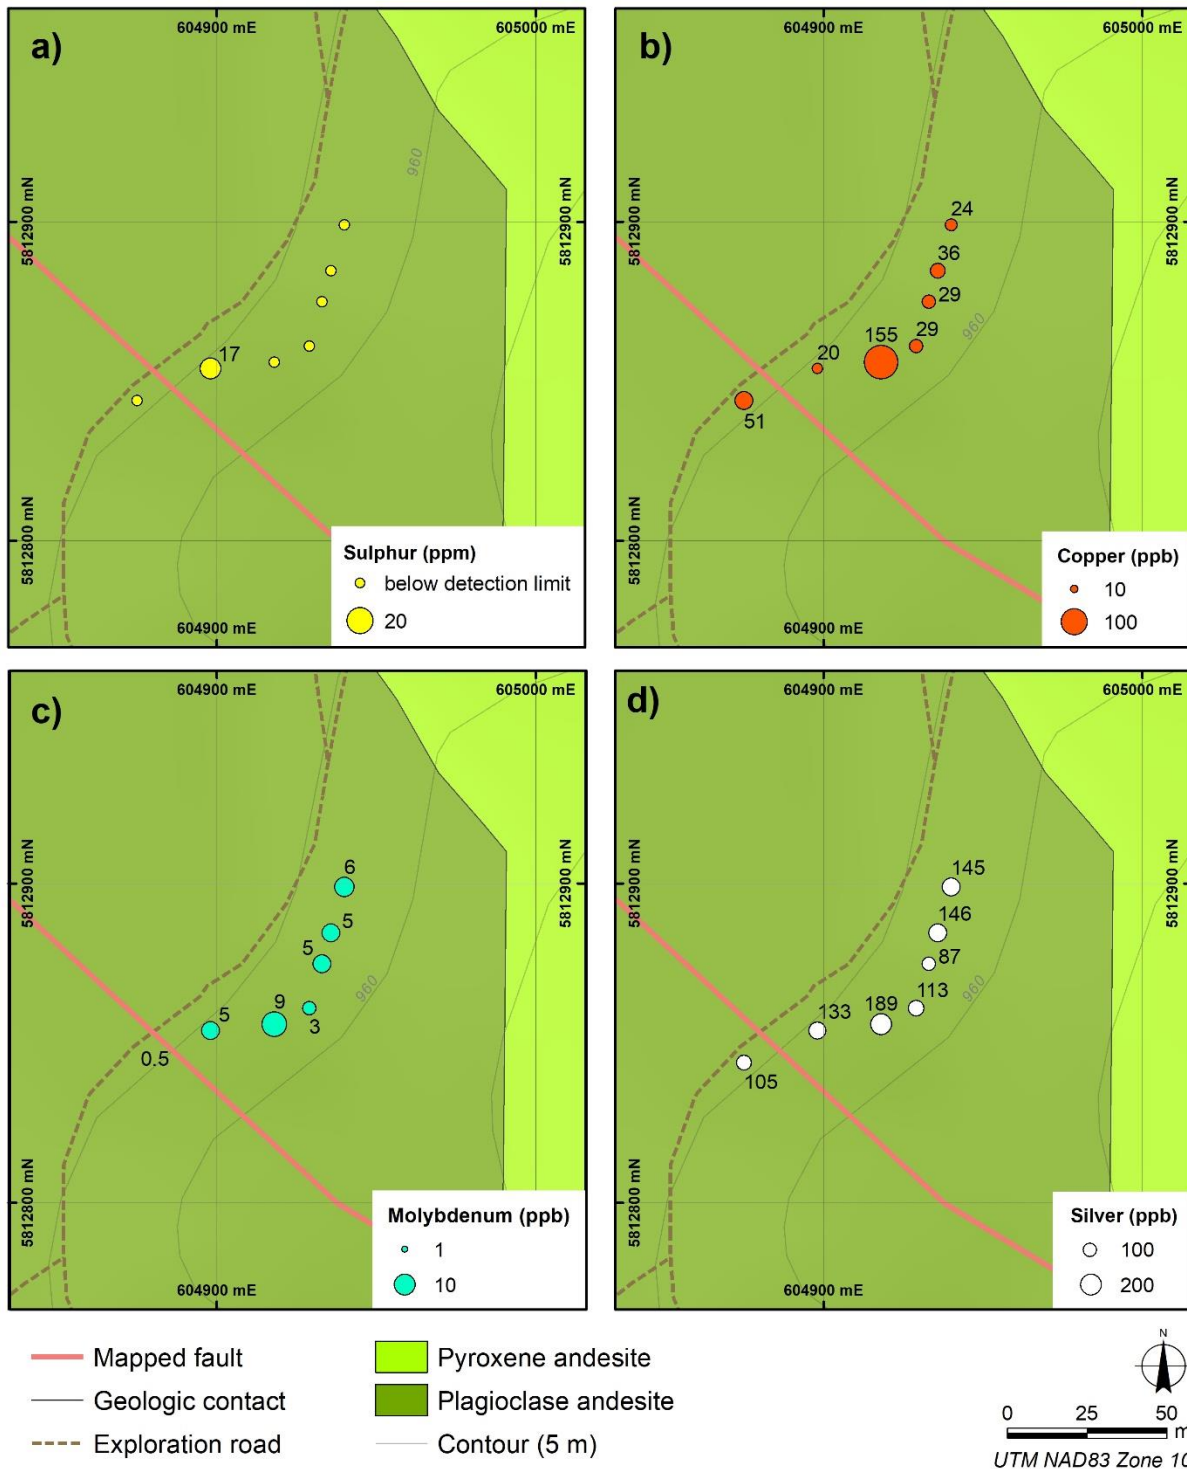 a)
604900 mE
605000 mE
960
5812900 mN
5812900 mN
17
5812800 mN
604900 mE
Sulphur (ppm)
below detection limit
20
b)
604900 mE
605000 mE
5812900 mN
5812900 mN
24
36
29
960
155
29
20
51
5812800 mN
604900 mE
Copper (ppb)
10
100
c)
604900 mE
605000 mE
5812900 mN
5812900 mN
6
5
5
960
9
5
3
0.5
5812800 mN
604900 mE
Molybdenum (ppb)
1
10
d)
604900 mE
605000 mE
5812900 mN
5812900 mN
145
146
87
960
113
189
133
105
5812800 mN
604900 mE
Silver (ppb)
100
200
Mapped fault
Geologic contact
Exploration road
Pyroxene andesite
Plagioclase andesite
Contour (5 m)
N
0 25 50
m
UTM NAD83 Zone 10